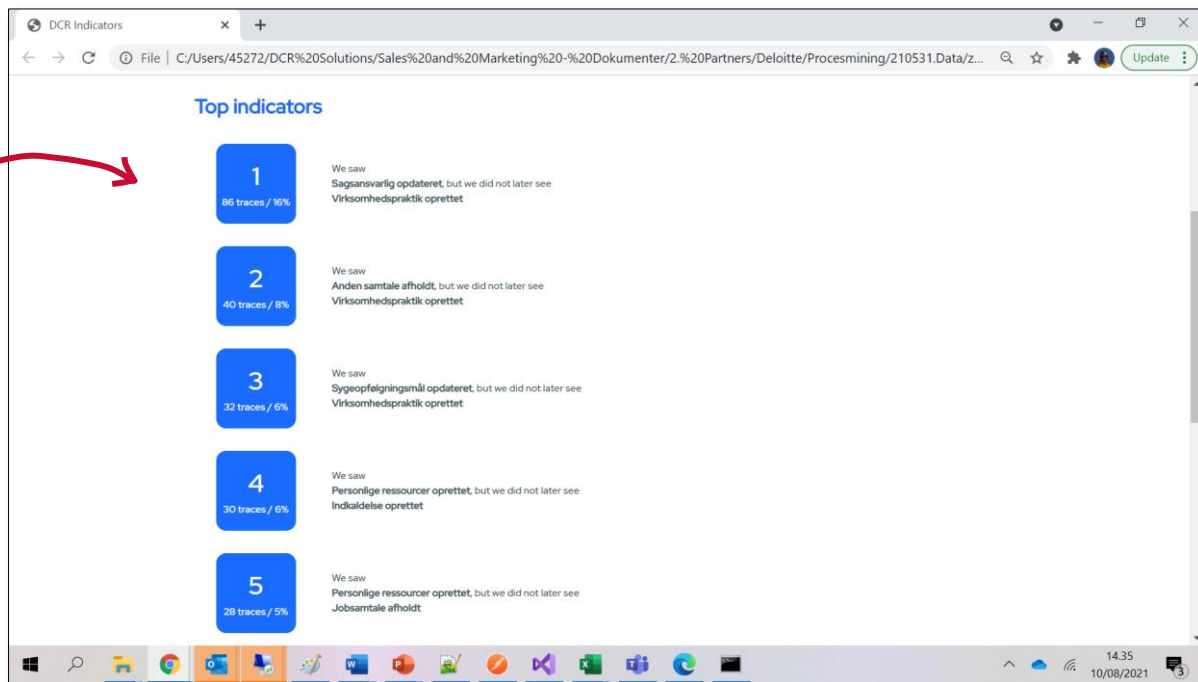 DCR Indicators
File | C:/Users/45272/DCR%20Solutions/Sales%20and%20Marketing%20-%20Dokumenter/2.%20Partners/Deloitte/Procesmining/210531.Data/z...
Update
Top indicators
1
86 traces / 16%
We saw
Sagsansvarlig opdateret, but we did not later see
Virksomhedspraktik oprettet
2
40 traces / 8%
We saw
Anden samtale afholdt, but we did not later see
Virksomhedspraktik oprettet
3
32 traces / 6%
We saw
Sygeopfølgningsmål opdateret, but we did not later see
Virksomhedspraktik oprettet
4
30 traces / 6%
We saw
Personlige ressourcer oprettet, but we did not later see
Indkaldelse oprettet
5
28 traces / 5%
We saw
Personlige ressourcer oprettet, but we did not later see
Jobsamtale afholdt
14.35
10/08/2021
3